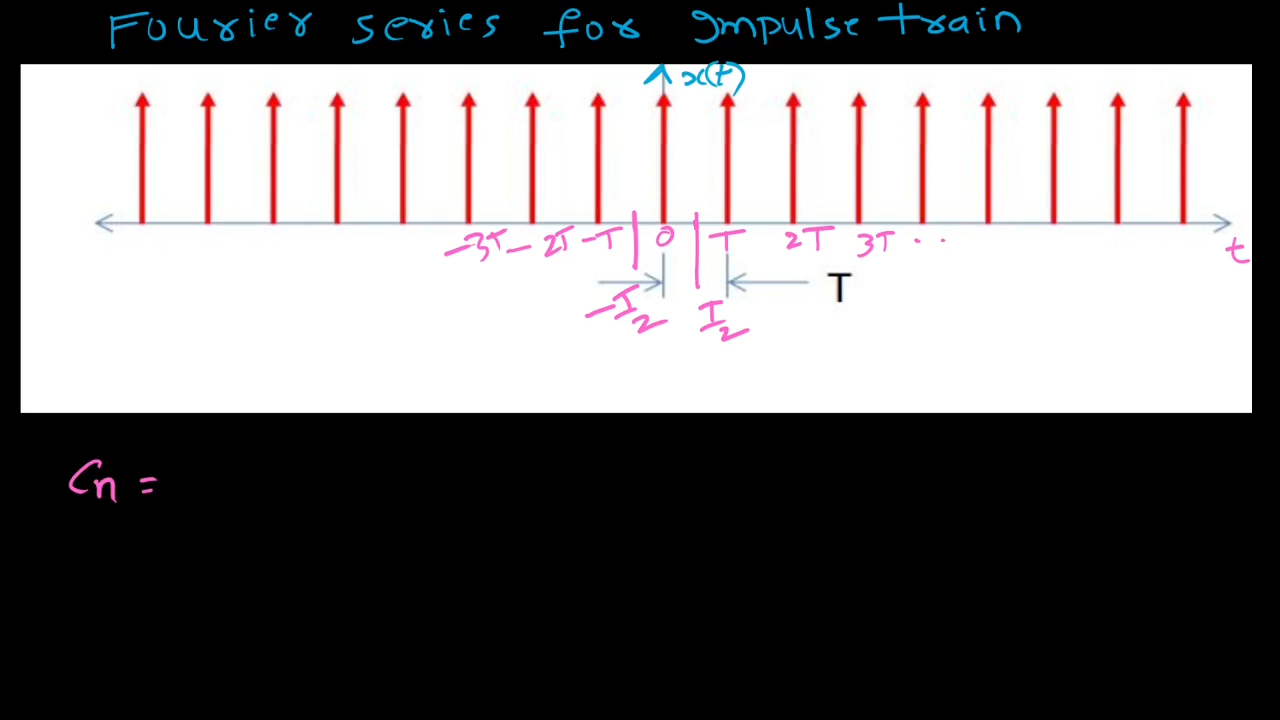 Fourier series for Impulse train
x(t)
-3T -2T -T 0 T 2T 3T ..
t
T
-T/2 T/2
Cn =